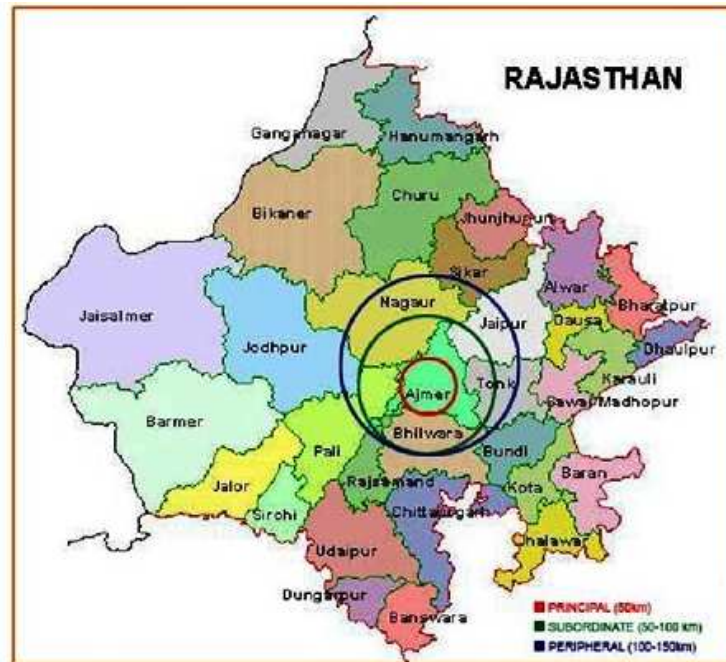 RAJASTHAN
Ganganagar
Hanumangarh
Churu
Bikaner
Jhunjhunun
Sikar
Alwar
Nagaur
Bharatpur
Jaipur
Dausa
Jaisalmer
Jodhpur
Dhaulpur
Karauli
Tonk
Ajmer
Sawai Madhopur
Barmer
Bhilwara
Pali
Bundi
Baran
Jalor
Rajsamand
Kota
Sirohi
Chittaurgarh
Udaipur
Dungarpur
Banswara
PRINCIPAL (50km)
SUBORDINATE (50-100 km)
PERIPHERAL (100-150km)